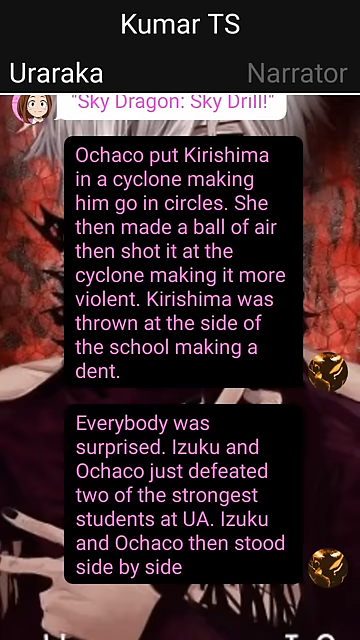 Kumar TS
Uraraka
Narrator
"Sky Dragon: Sky Drill!"
Ochaco put Kirishima
in a cyclone making
him go in circles. She
then made a ball of air
then shot it at the
cyclone making it more
violent. Kirishima was
thrown at the side of
the school making a
dent.
Everybody was
surprised. Izuku and
Ochaco just defeated
two of the strongest
students at UA. Izuku
and Ochaco then stood
side by side